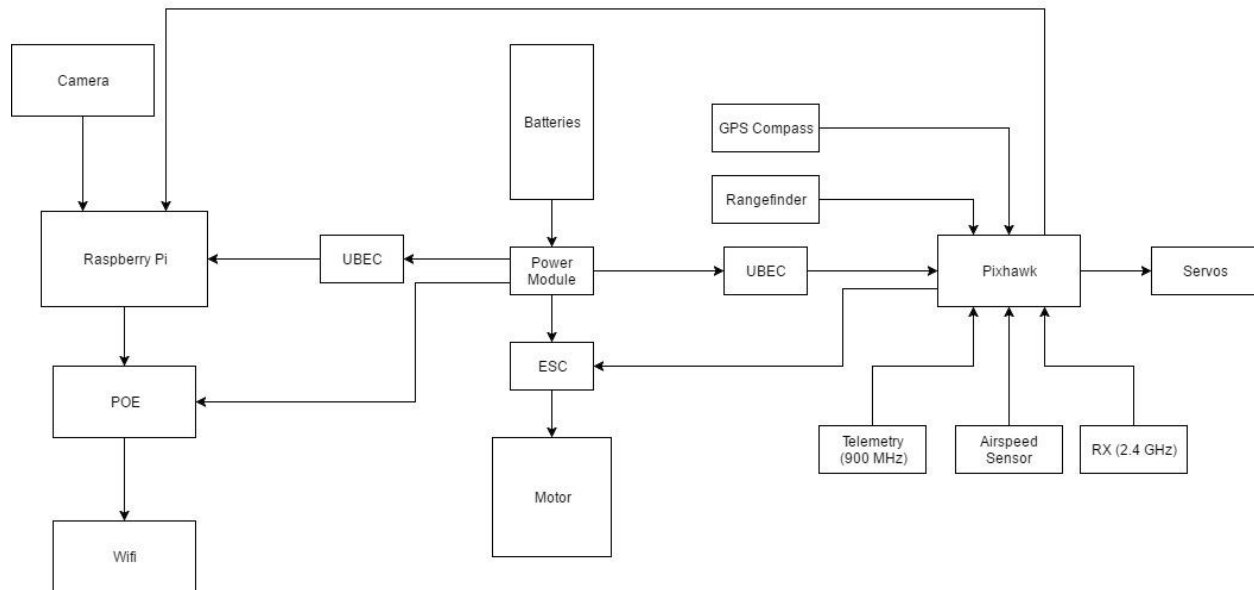 Camera
Batteries
GPS Compass
Rangefinder
Raspberry Pi
UBEC
Power
Module
UBEC
Pixhawk
Servos
ESC
POE
Telemetry
(900 MHz)
Airspeed
Sensor
RX (2.4 GHz)
Motor
Wifi